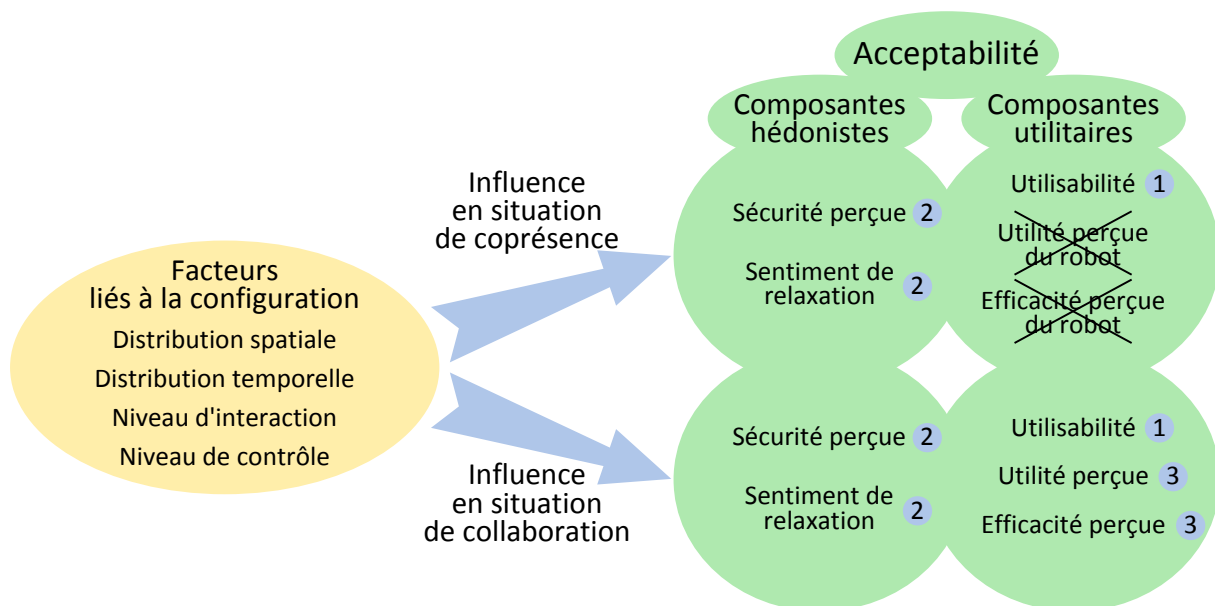 Acceptabilité
Composantes
hédonistes
Composantes
utilitaires
Influence
en situation
de coprésence
Sécurité perçue 2
Sentiment de
relaxation 2
Utilisabilité 1
Utilité perçue
du robot
Efficacité perçue
du robot
Facteurs
liés à la configuration
Distribution spatiale
Distribution temporelle
Niveau d'interaction
Niveau de contrôle
Influence
en situation
de collaboration
Sécurité perçue 2
Sentiment de
relaxation 2
Utilisabilité 1
Utilité perçue 3
Efficacité perçue 3